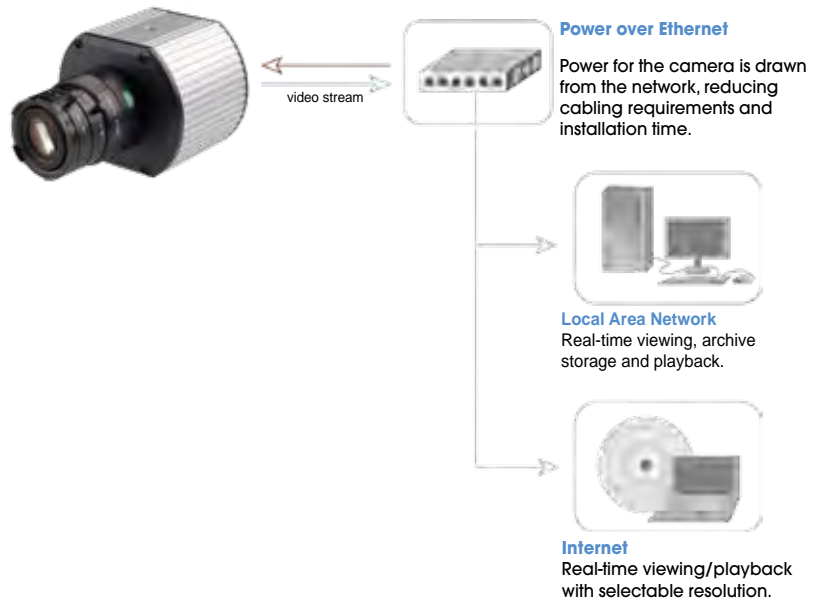 Power over Ethernet
Power for the camera is drawn
from the network, reducing
cabling requirements and
installation time.
video stream
Local Area Network
Real-time viewing, archive
storage and playback.
Internet
Real-time viewing/playback
with selectable resolution.